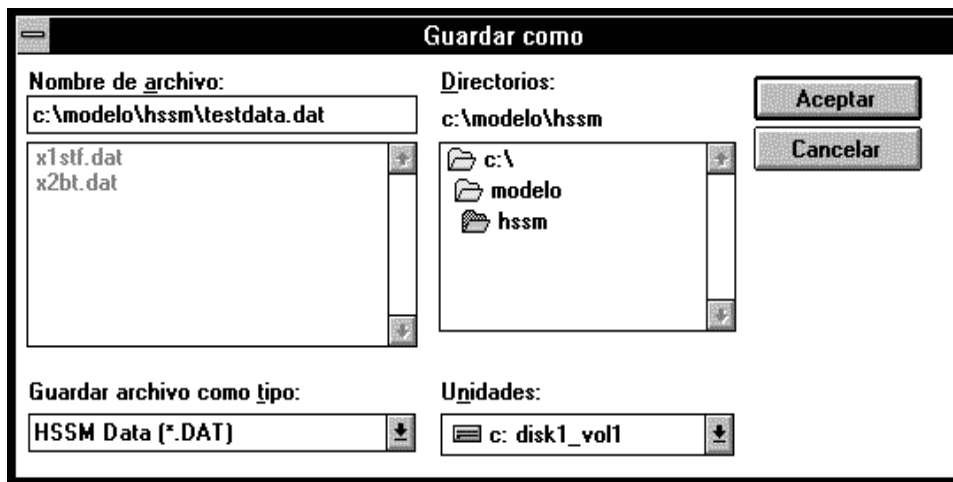 Guardar como
Nombre de archivo:
c:\modelo\hssm\testdata.dat
x1stf.dat
x2bt.dat
Guardar archivo como tipo:
HSSM Data (*.DAT)
Directorios:
c:\modelo\hssm
c:\
modelo
hssm
Unidades:
c: disk1_vol1
Aceptar
Cancelar